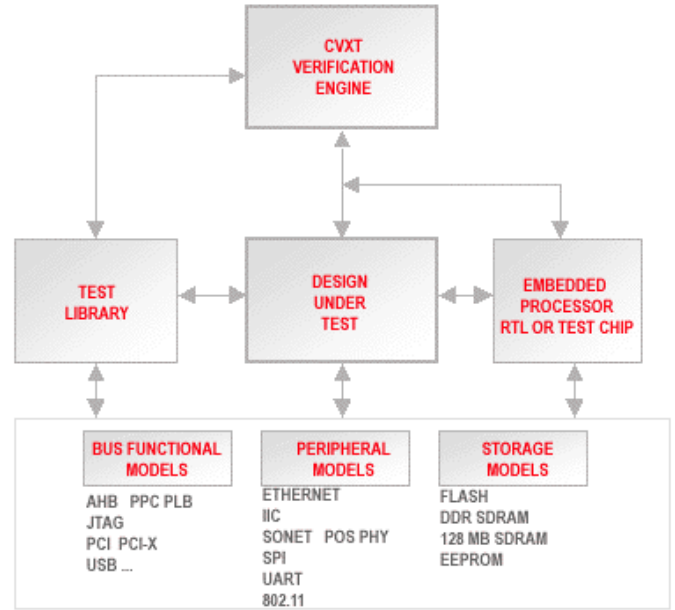 CVXT
VERIFICATION
ENGINE
TEST
LIBRARY
DESIGN
UNDER
TEST
EMBEDDED
PROCESSOR
RTL OR TEST CHIP
BUS FUNCTIONAL
MODELS
AHB PPC PLB
JTAG
PCI PCI-X
USB ...
PERIPHERAL
MODELS
ETHERNET
IIC
SONET POS PHY
SPI
UART
802.11
STORAGE
MODELS
FLASH
DDR SDRAM
128 MB SDRAM
EEPROM